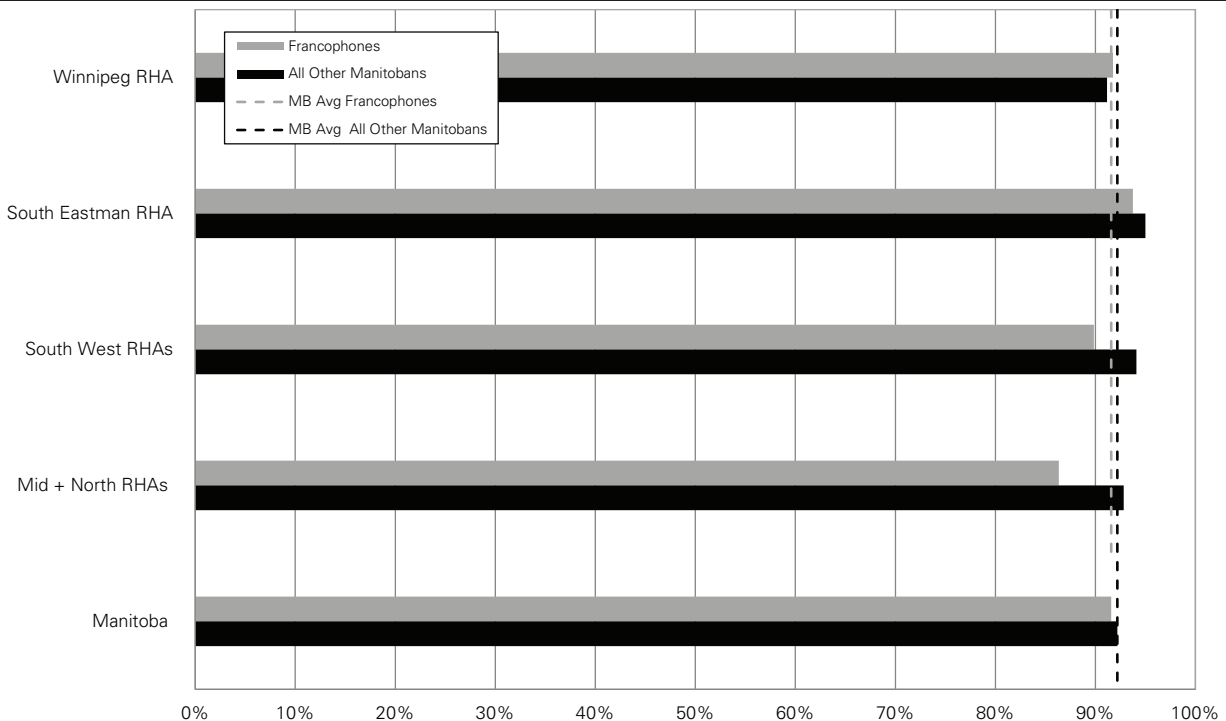 Francophones
All Other Manitobans
MB Avg Francophones
MB Avg All Other Manitobans
Winnipeg RHA
South Eastman RHA
South West RHAs
Mid + North RHAs
Manitoba
0% 10% 20% 30% 40% 50% 60% 70% 80% 90% 100%